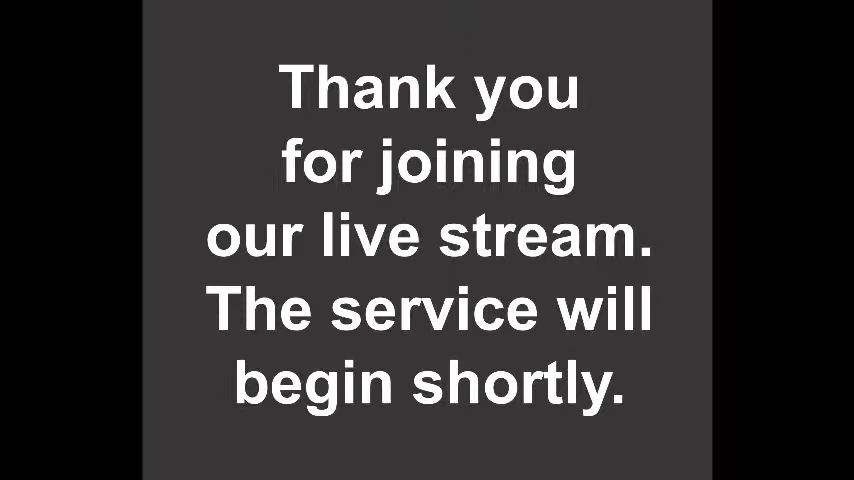 Thank you
for joining
our live stream.
The service will
begin shortly.